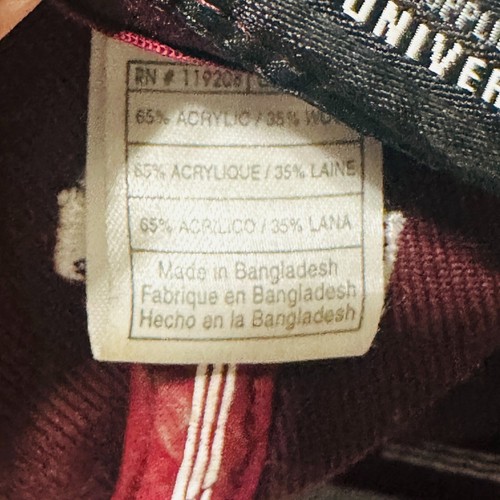 UNIVER
RN # 119208 |
65% ACRYLIC / 35% WO
65% ACRYLIQUE / 35% LAINE
65% ACRILICO / 35% LANA
Made in Bangladesh
Fabrique en Bangladesh
Hecho en la Bangladesh